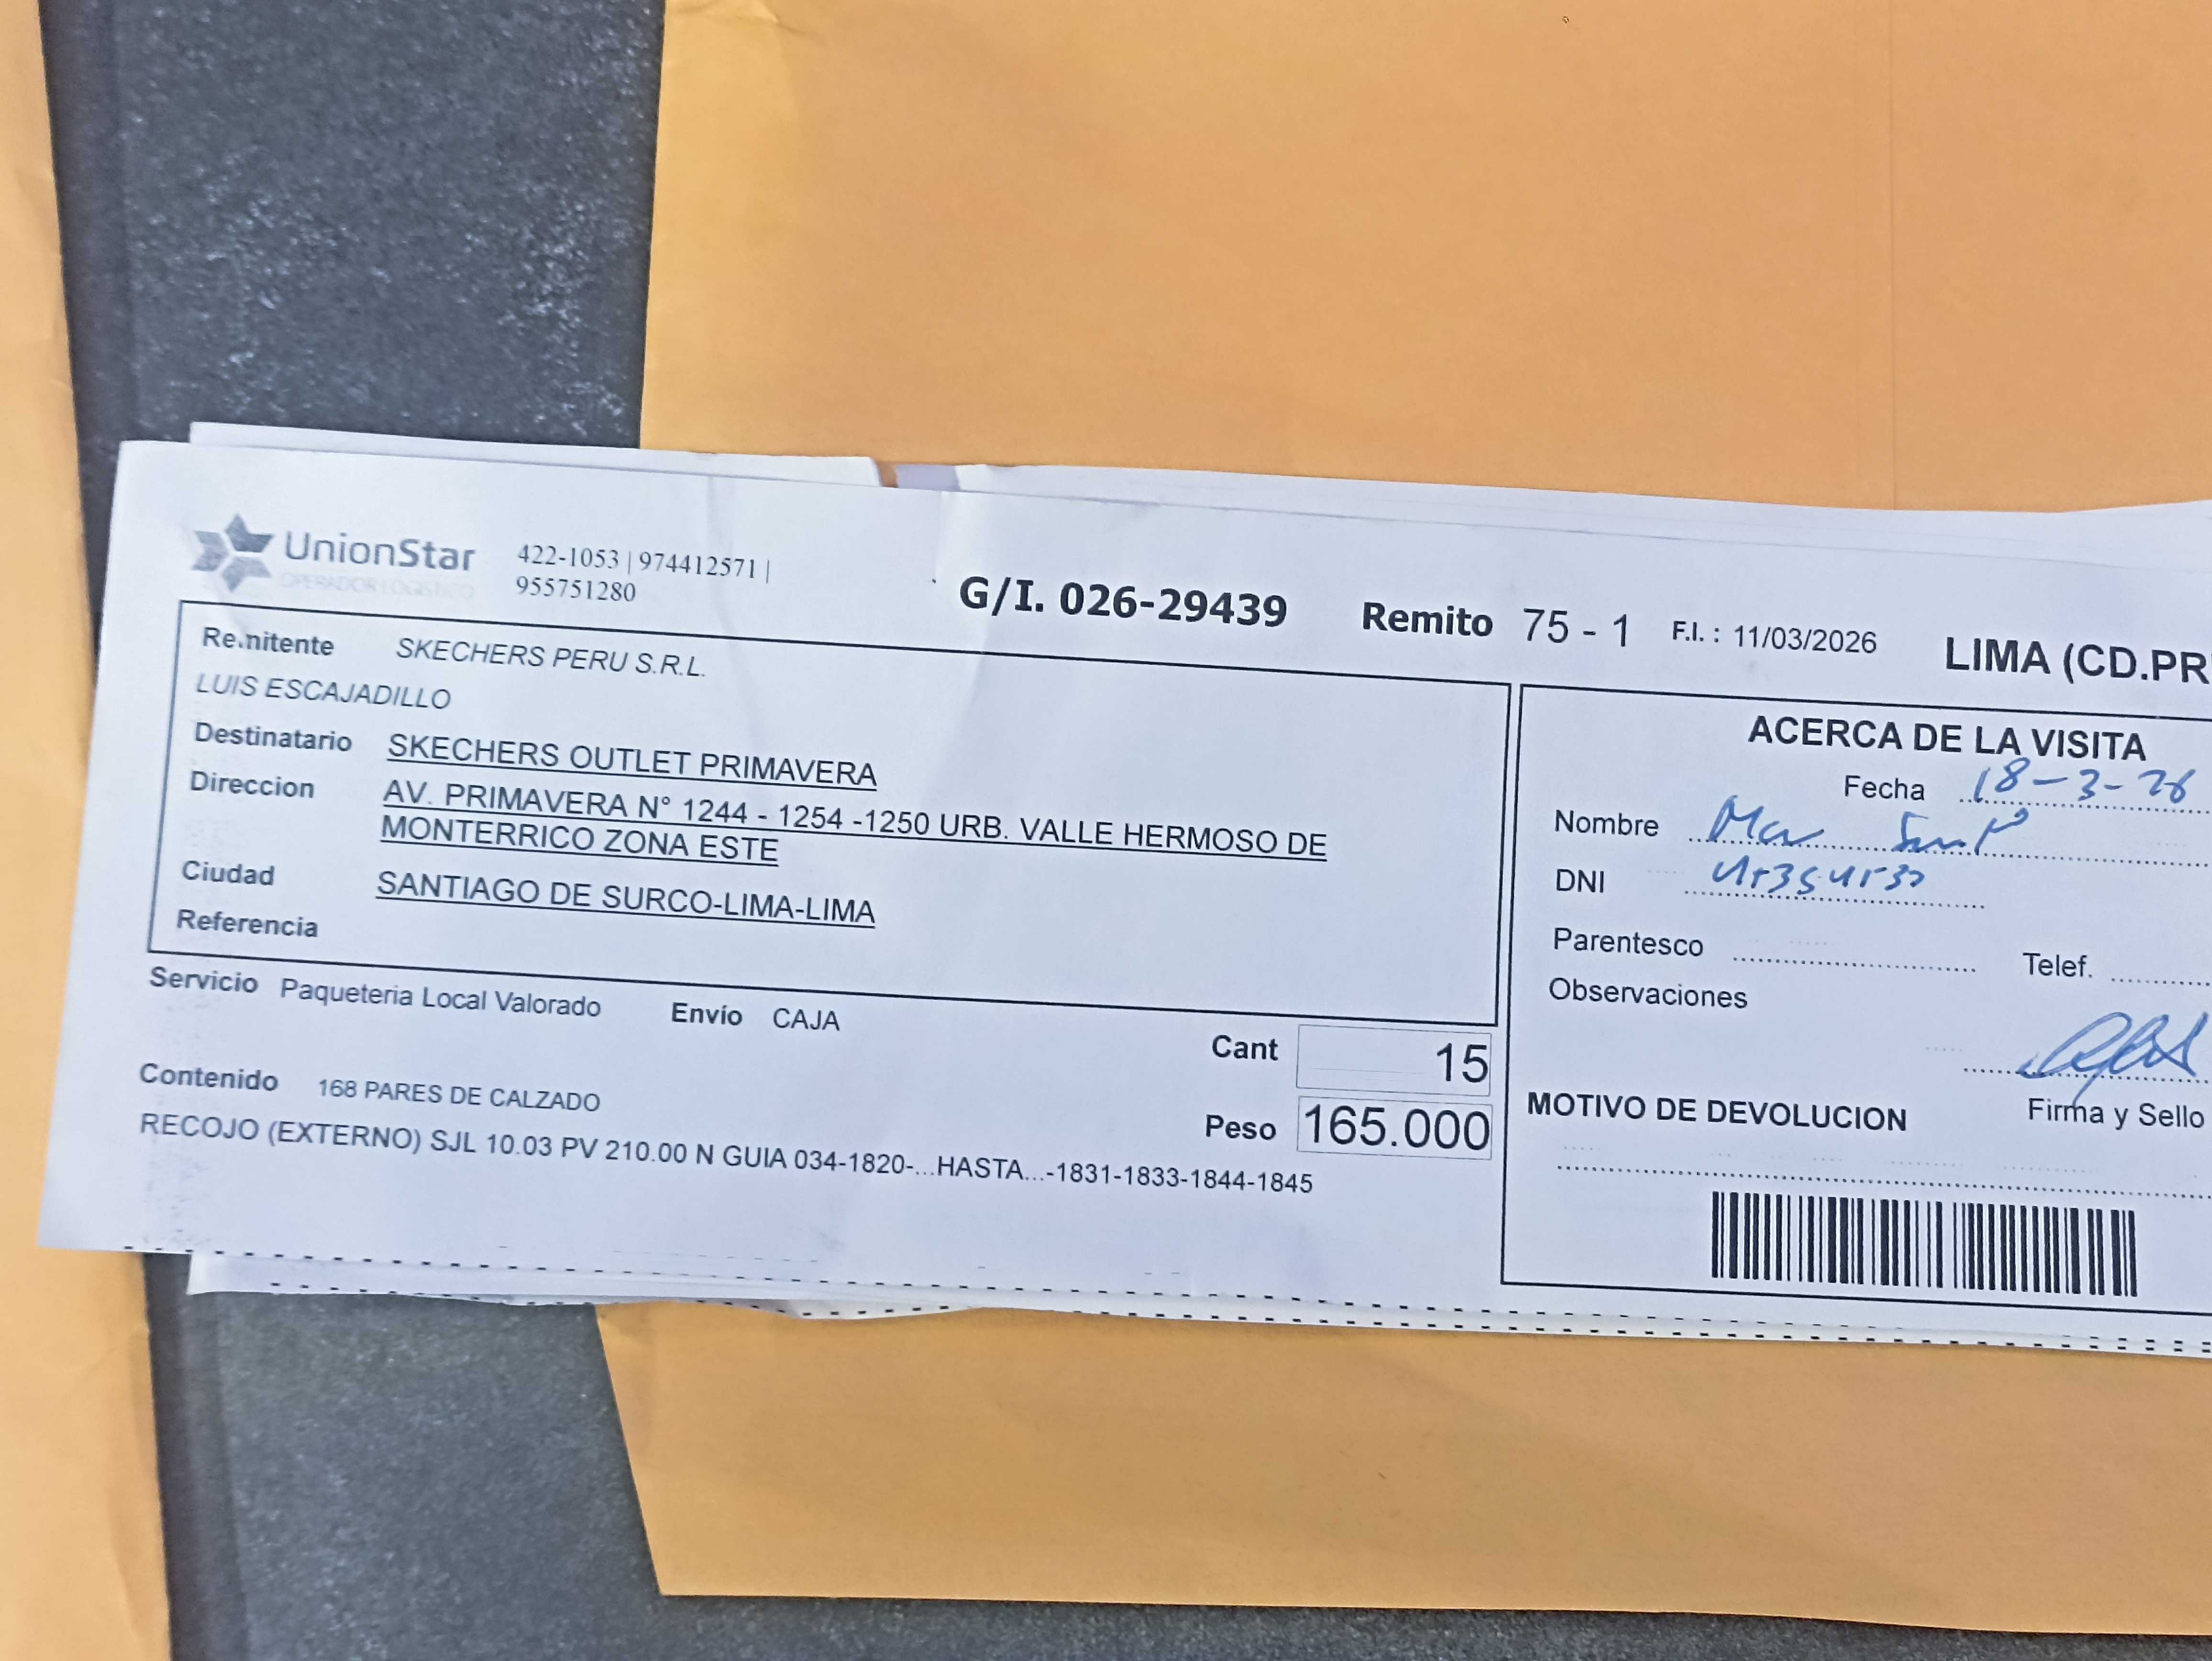 UnionStar
OPERADOR LOGISTICO
422-1053 | 974412571 |
955751280
G/I. 026-29439 Remito 75 - 1 F.I. : 11/03/2026 LIMA (CD.PR
Remitente SKECHERS PERU S.R.L.
LUIS ESCAJADILLO
Destinatario SKECHERS OUTLET PRIMAVERA
Direccion AV. PRIMAVERA N° 1244 - 1254 -1250 URB. VALLE HERMOSO DE
MONTERRICO ZONA ESTE
Ciudad SANTIAGO DE SURCO-LIMA-LIMA
Referencia
Servicio Paqueteria Local Valorado Envío CAJA
Cant 15
Contenido 168 PARES DE CALZADO
Peso 165.000
RECOJO (EXTERNO) SJL 10.03 PV 210.00 N GUIA 034-1820-...HASTA...-1831-1833-1844-1845
ACERCA DE LA VISITA
Fecha 18-3-26
Nombre
DNI
Parentesco Telef.
Observaciones
Firma y Sello
MOTIVO DE DEVOLUCION